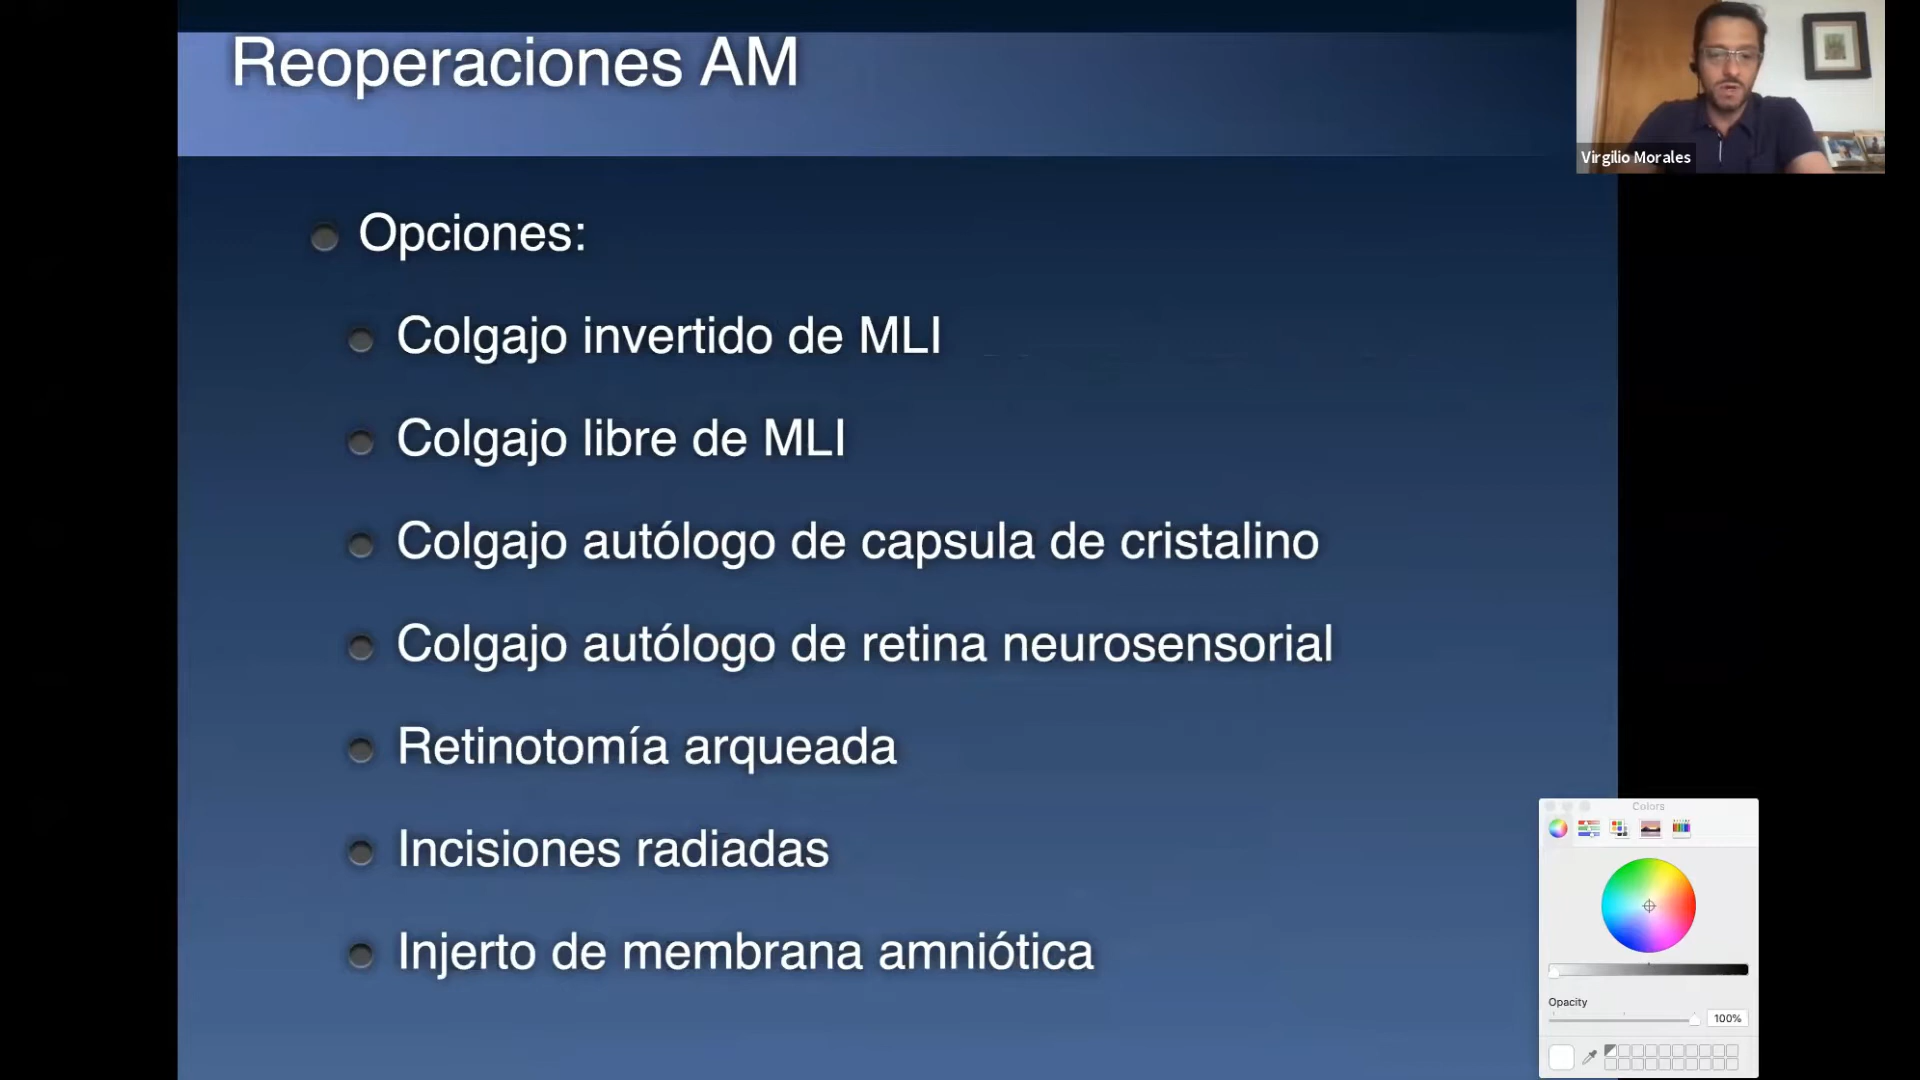 Reoperaciones AM
Virgilio Morales
Opciones:
Colgajo invertido de MLI
Colgajo libre de MLI
Colgajo autólogo de capsula de cristalino
Colgajo autólogo de retina neurosensorial
Retinotomía arqueada
Incisiones radiadas
Injerto de membrana amniótica
Colors
Opacity
100%